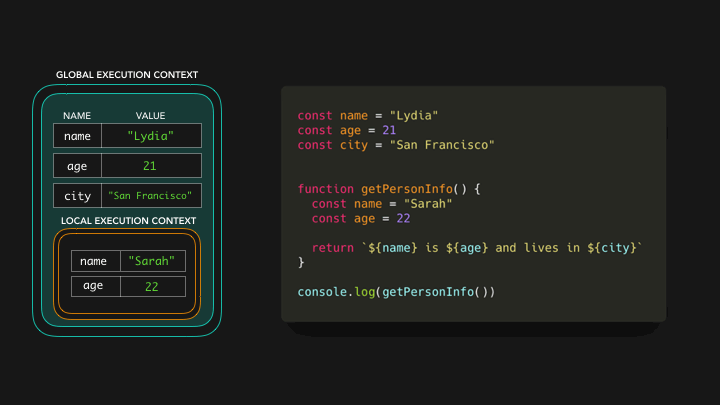 GLOBAL EXECUTION CONTEXT
NAME VALUE
name "Lydia"
age 21
city "San Francisco"
LOCAL EXECUTION CONTEXT
name "Sarah"
age 22
const name = "Lydia"
const age = 21
const city = "San Francisco"
function getPersonInfo() {
const name = "Sarah"
const age = 22
return `${name} is ${age} and lives in ${city}`
}
console.log(getPersonInfo())